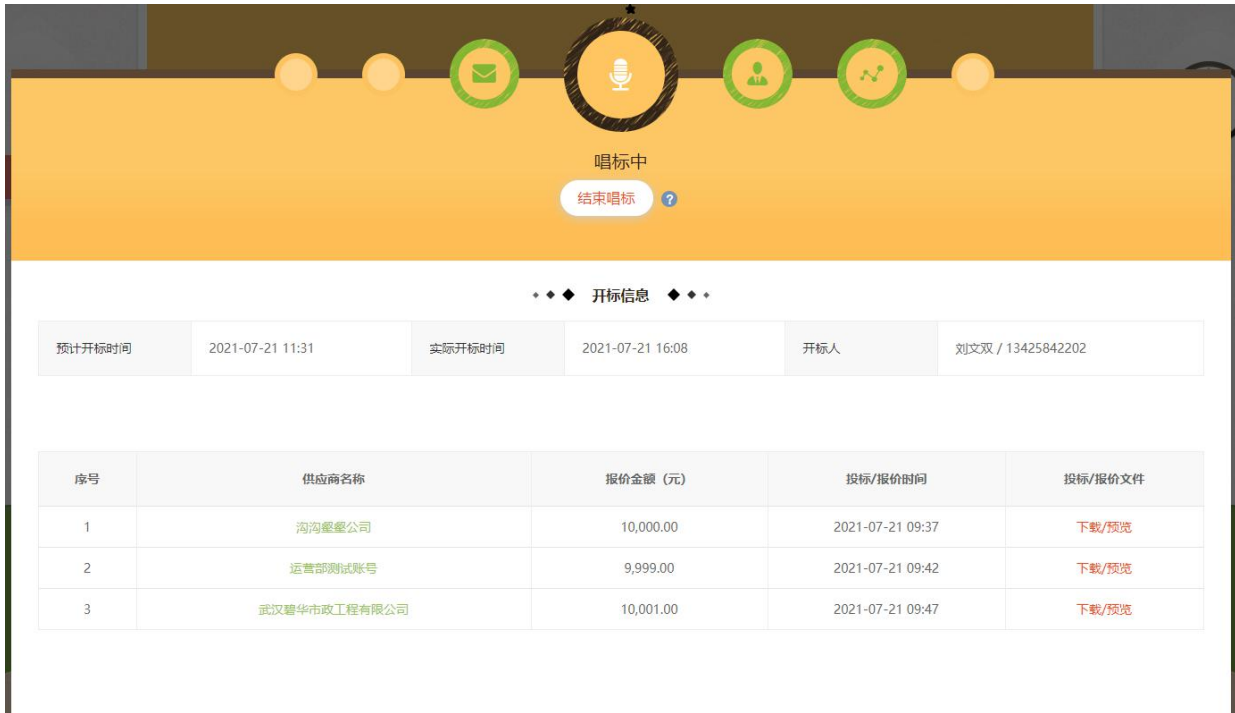 唱标中
结束唱标 ?
开标信息
预计开标时间 2021-07-21 11:31 实际开标时间 2021-07-21 16:08 开标人 刘文双 / 13425842202
序号 供应商名称 报价金额（元） 投标/报价时间 投标/报价文件
1 沟沟壑壑公司 10,000.00 2021-07-21 09:37 下载/预览
2 运营部测试账号 9,999.00 2021-07-21 09:42 下载/预览
3 武汉碧华市政工程有限公司 10,001.00 2021-07-21 09:47 下载/预览